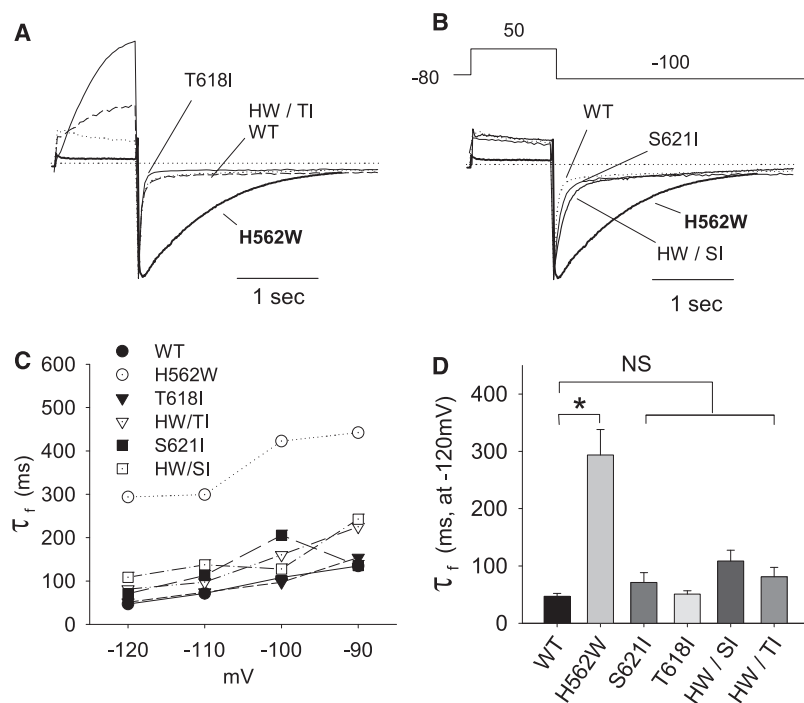 A
T618I
HW / TI
WT
H562W
1 sec
B
50
-80
-100
WT
S621I
H562W
HW / SI
1 sec
C
WT
H562W
T618I
HW/TI
S621I
HW/SI
600
500
400
300
200
100
0
τf (ms)
-120 -110 -100 -90
mV
D
NS
*
400
300
200
100
0
τf (ms, at -120mV)
WT
H562W
S621I
T618I
HW / SI
HW / TI